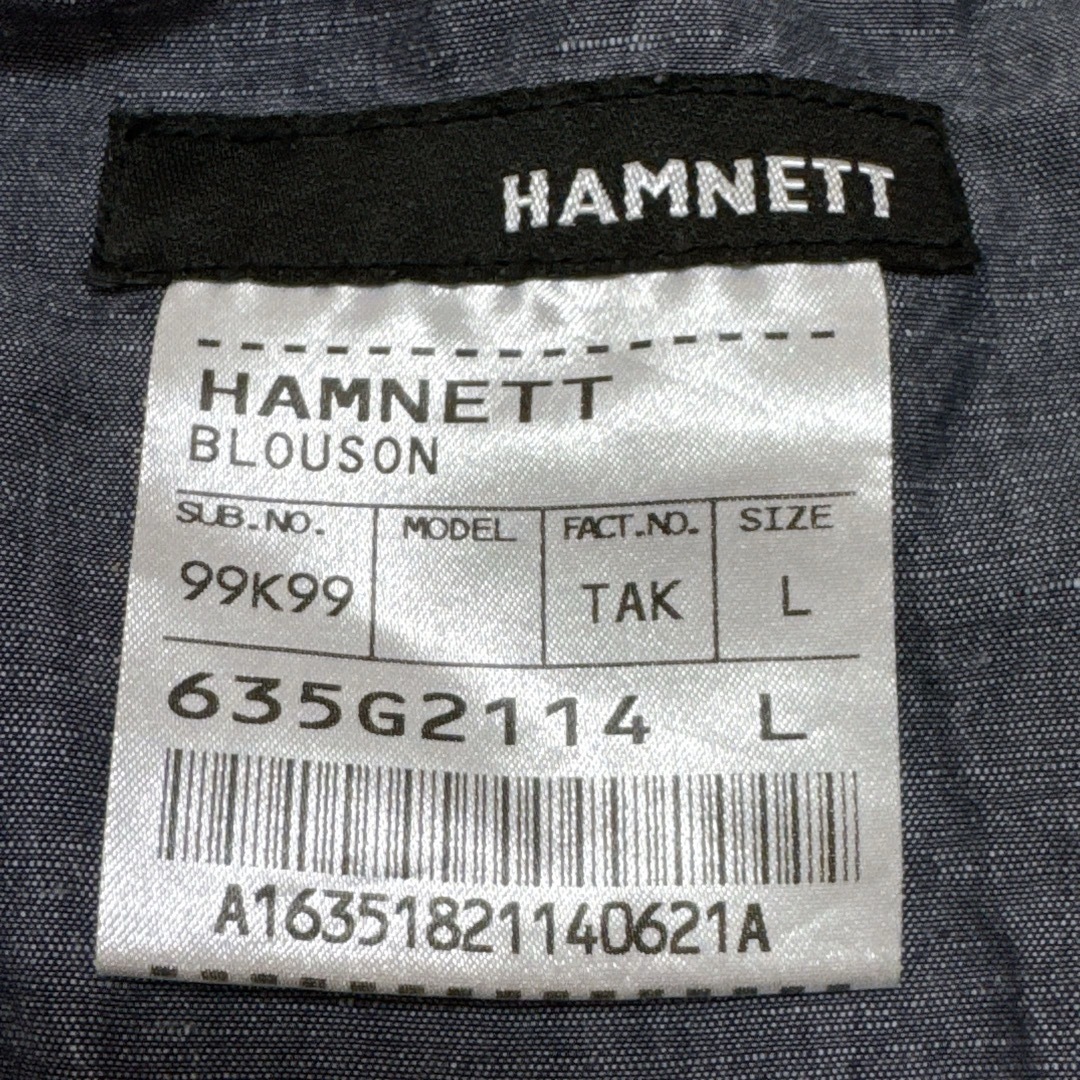 HAMNETT
HAMNETT
BLOUSON
SUB.NO. MODEL FACT.NO. SIZE
99K99 TAK L
635G2114 L
A16351821140621A